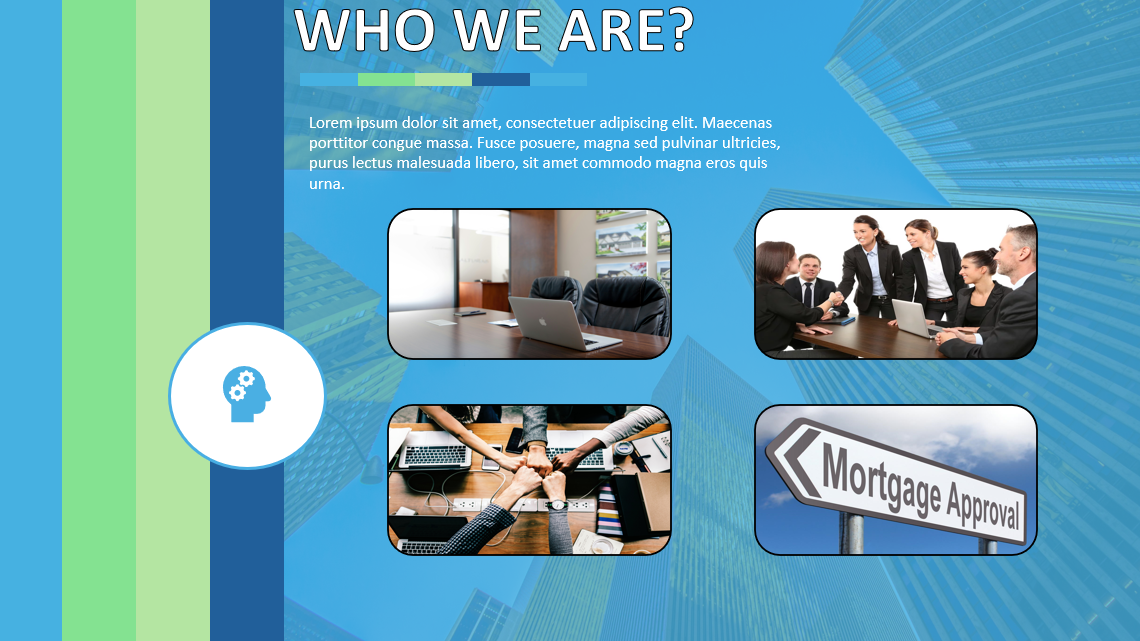 WHO WE ARE?
Lorem ipsum dolor sit amet, consectetuer adipiscing elit. Maecenas
porttitor congue massa. Fusce posuere, magna sed pulvinar ultricies,
purus lectus malesuada libero, sit amet commodo magna eros quis
urna.
Mortgage Approval